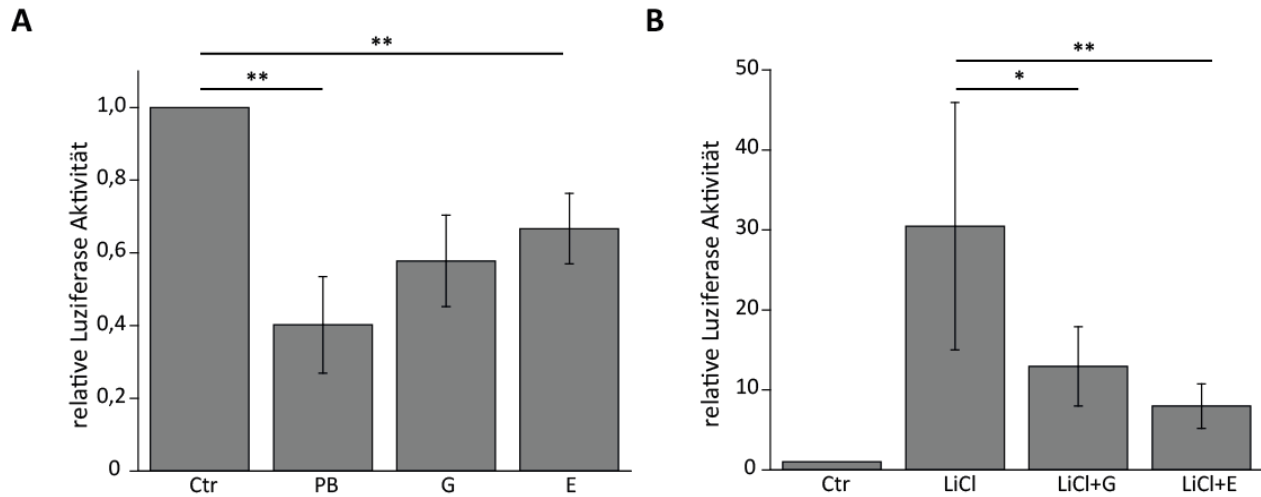 A
**
**
relative Luziferase Aktivität
1,0
0,8
0,6
0,4
0,2
0
Ctr PB G E
B
**
*
relative Luziferase Aktivität
50
40
30
20
10
0
Ctr LiCl LiCl+G LiCl+E